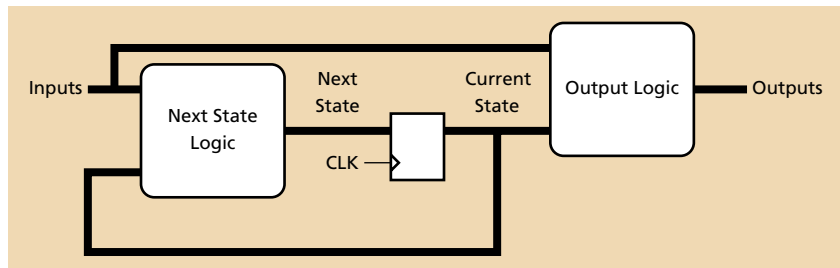 Inputs
Next State
Logic
Next
State
CLK
Current
State
Output Logic
Outputs